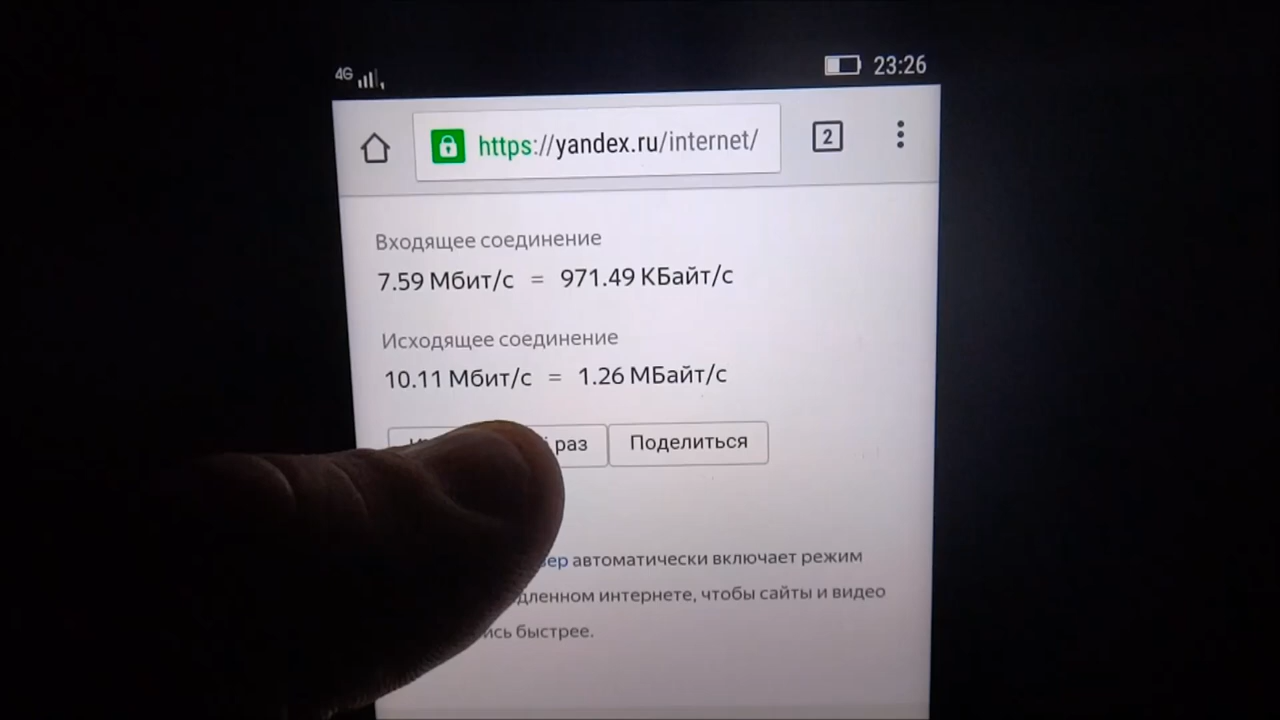 4G 23:26
https://yandex.ru/internet/ 2
Входящее соединение
7.59 Мбит/с = 971.49 КБайт/с
Исходящее соединение
10.11 Мбит/с = 1.26 МБайт/с
раз Поделиться
автоматически включает режим
интернете, чтобы сайты и видео
быстрее.